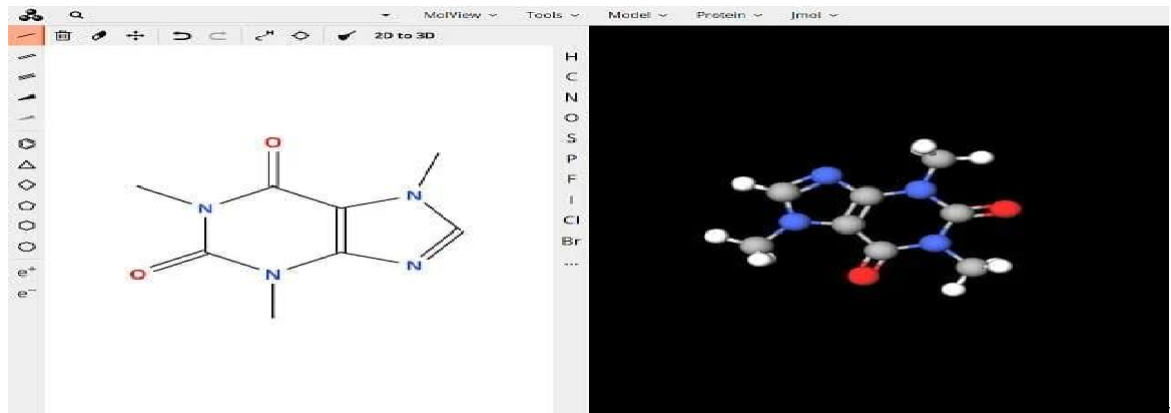 MolView Tools Model Protein Jmol
2D to 3D
H
C
N
O
S
P
F
I
Cl
Br
...
e+
e-
O
N
N
O
N
N